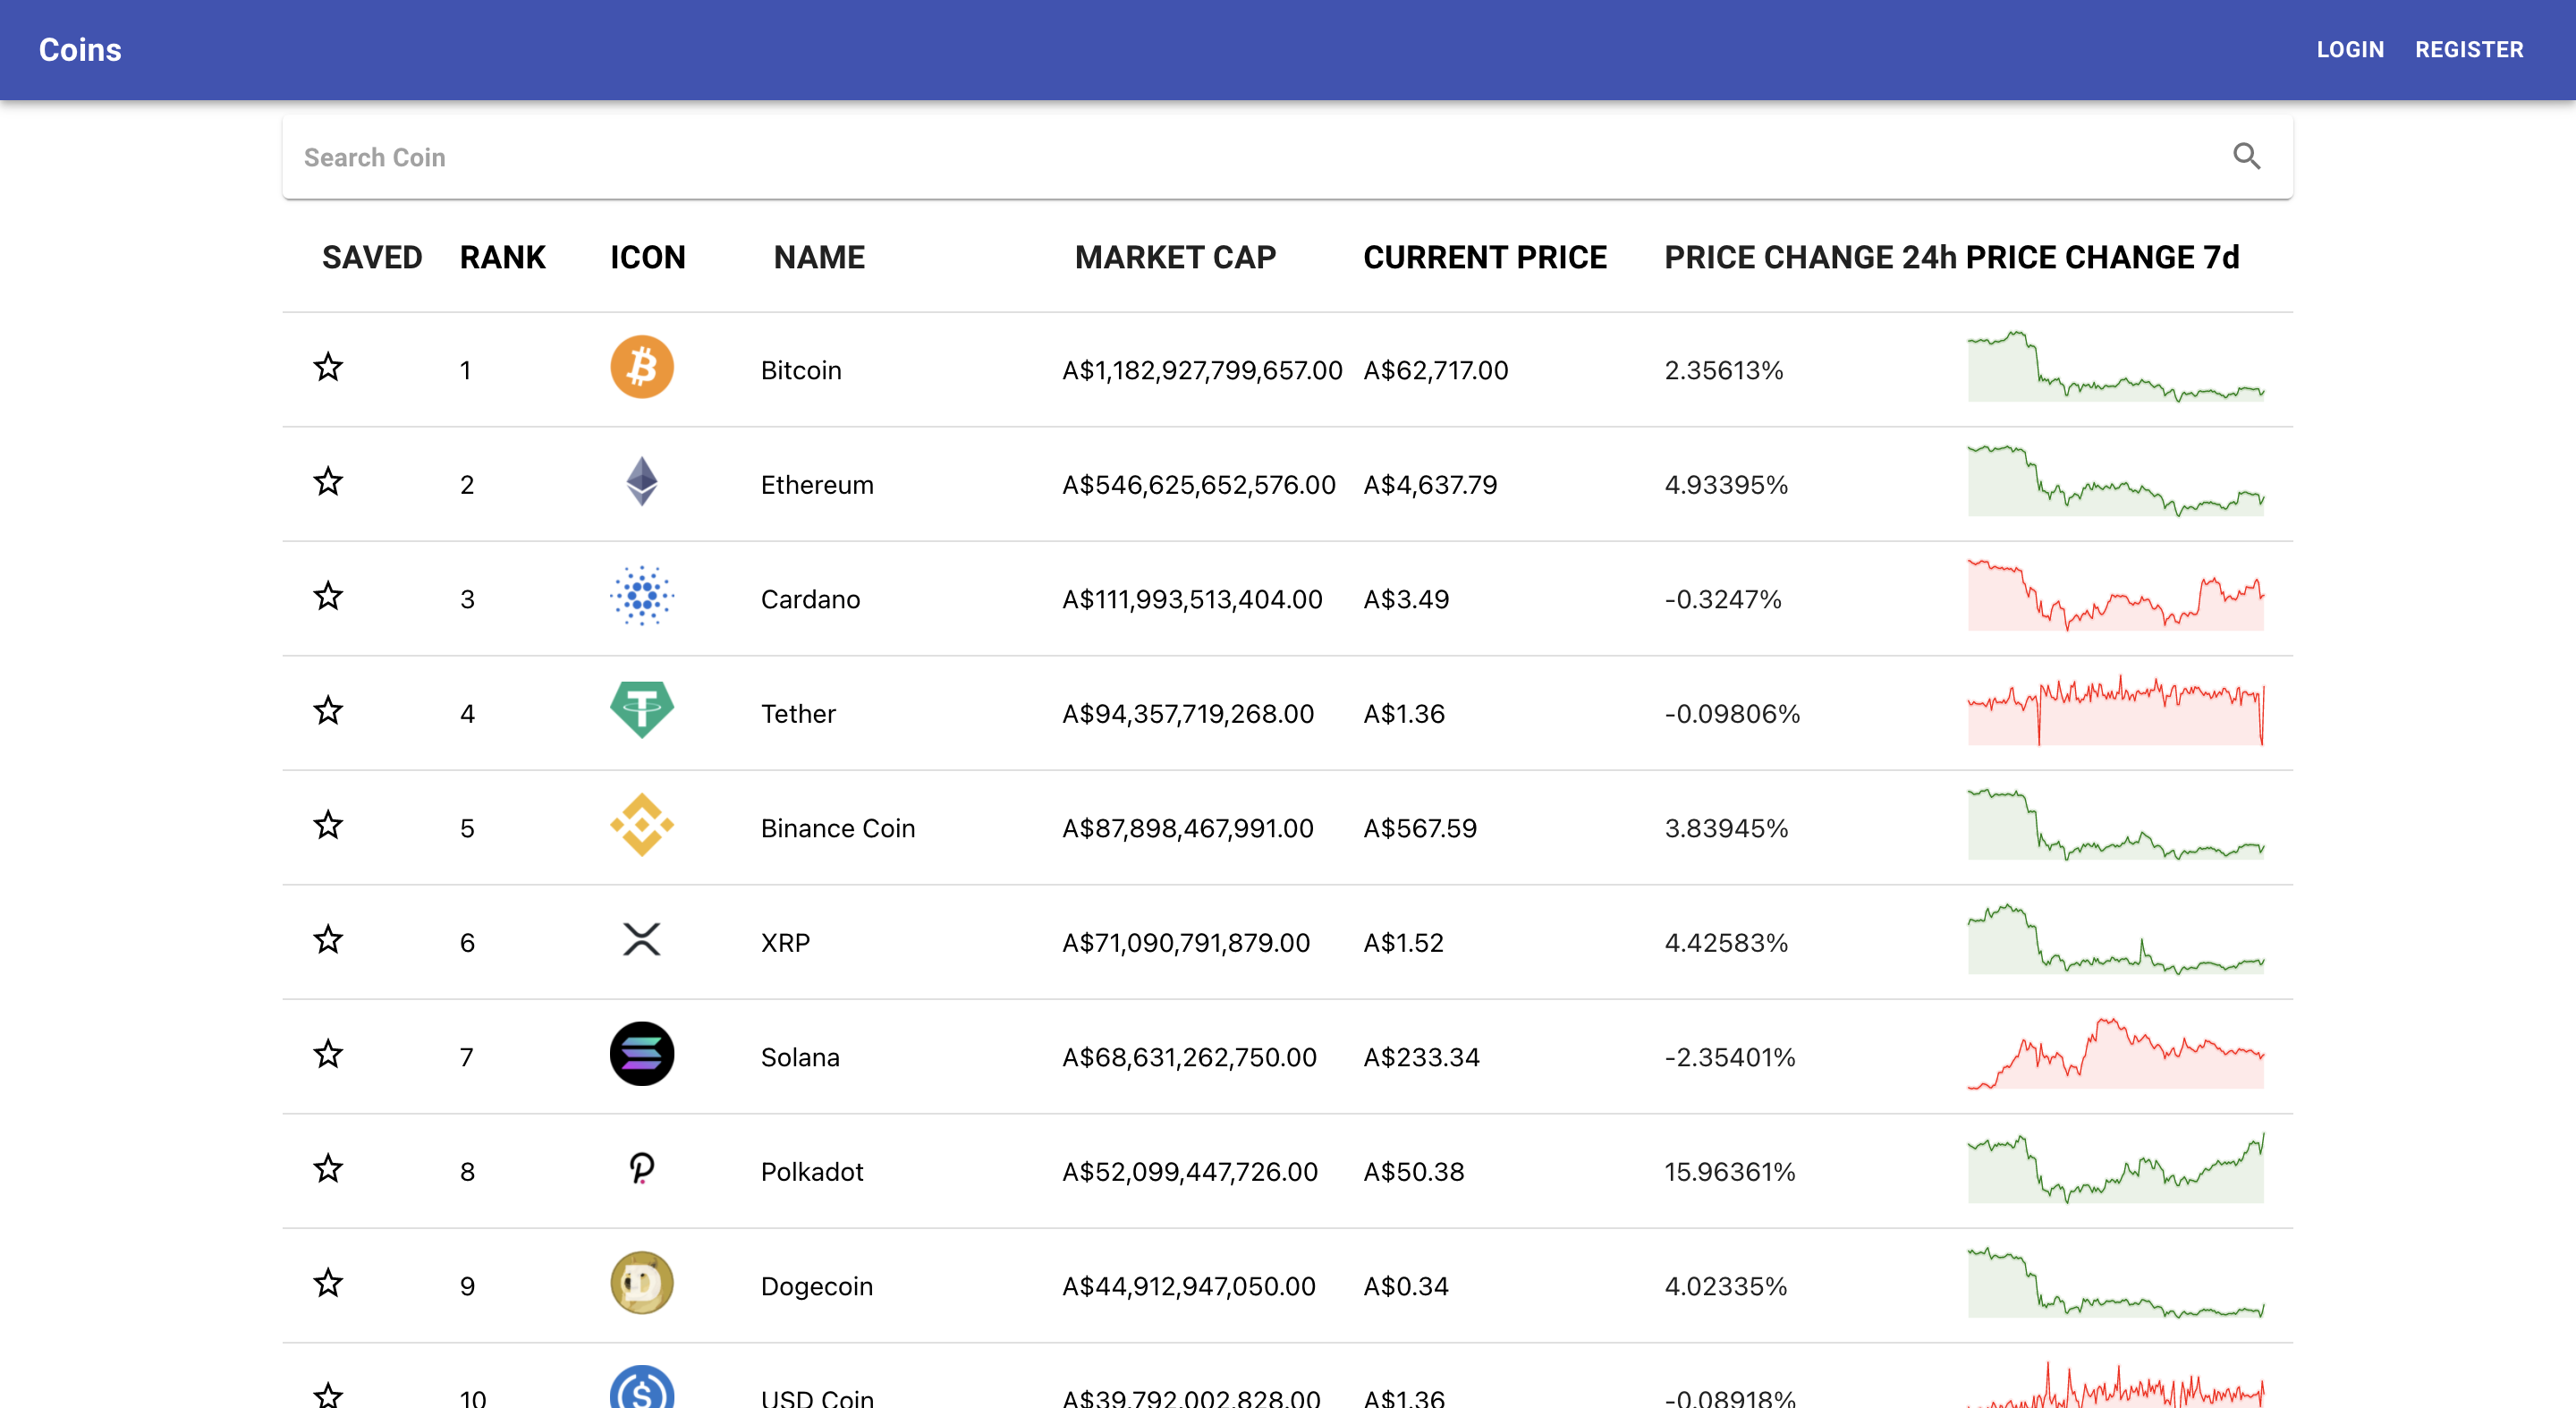 Coins LOGIN REGISTER
Search Coin
SAVED RANK ICON NAME MARKET CAP CURRENT PRICE PRICE CHANGE 24h PRICE CHANGE 7d
1 Bitcoin A$1,182,927,799,657.00 A$62,717.00 2.35613%
2 Ethereum A$546,625,652,576.00 A$4,637.79 4.93395%
3 Cardano A$111,993,513,404.00 A$3.49 -0.3247%
4 Tether A$94,357,719,268.00 A$1.36 -0.09806%
5 Binance Coin A$87,898,467,991.00 A$567.59 3.83945%
6 XRP A$71,090,791,879.00 A$1.52 4.42583%
7 Solana A$68,631,262,750.00 A$233.34 -2.35401%
8 Polkadot A$52,099,447,726.00 A$50.38 15.96361%
9 Dogecoin A$44,912,947,050.00 A$0.34 4.02335%
10 USD Coin A$39,792,002,828.00 A$1.36 -0.08918%